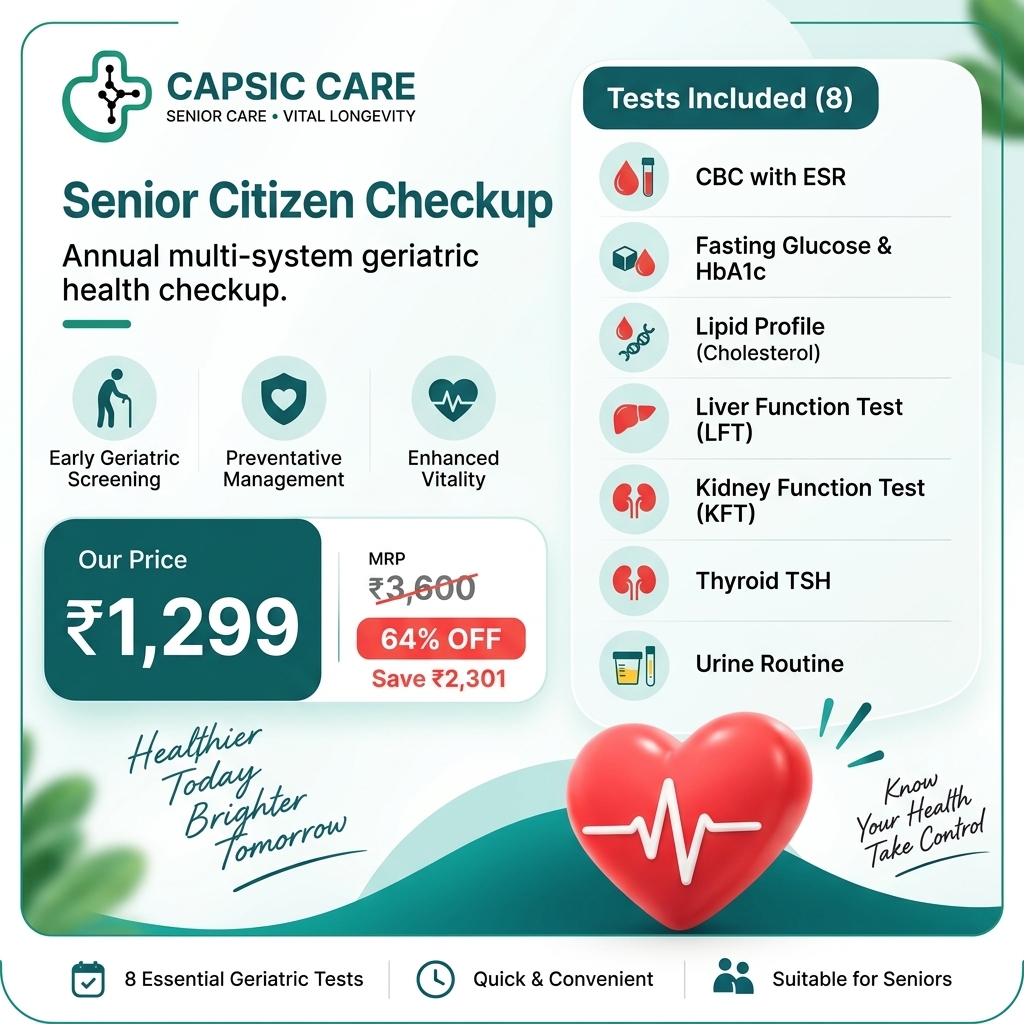 CAPSIC CARE
SENIOR CARE • VITAL LONGEVITY
Senior Citizen Checkup
Annual multi-system geriatric
health checkup.
Early Geriatric
Screening
Preventative
Management
Enhanced
Vitality
Our Price
₹1,299
MRP
₹3,600
64% OFF
Save ₹2,301
Healthier
Today
Brighter
Tomorrow
Tests Included (8)
CBC with ESR
Fasting Glucose &
HbA1c
Lipid Profile
(Cholesterol)
Liver Function Test
(LFT)
Kidney Function Test
(KFT)
Thyroid TSH
Urine Routine
Know
Your Health
Take Control
8 Essential Geriatric Tests
Quick & Convenient
Suitable for Seniors